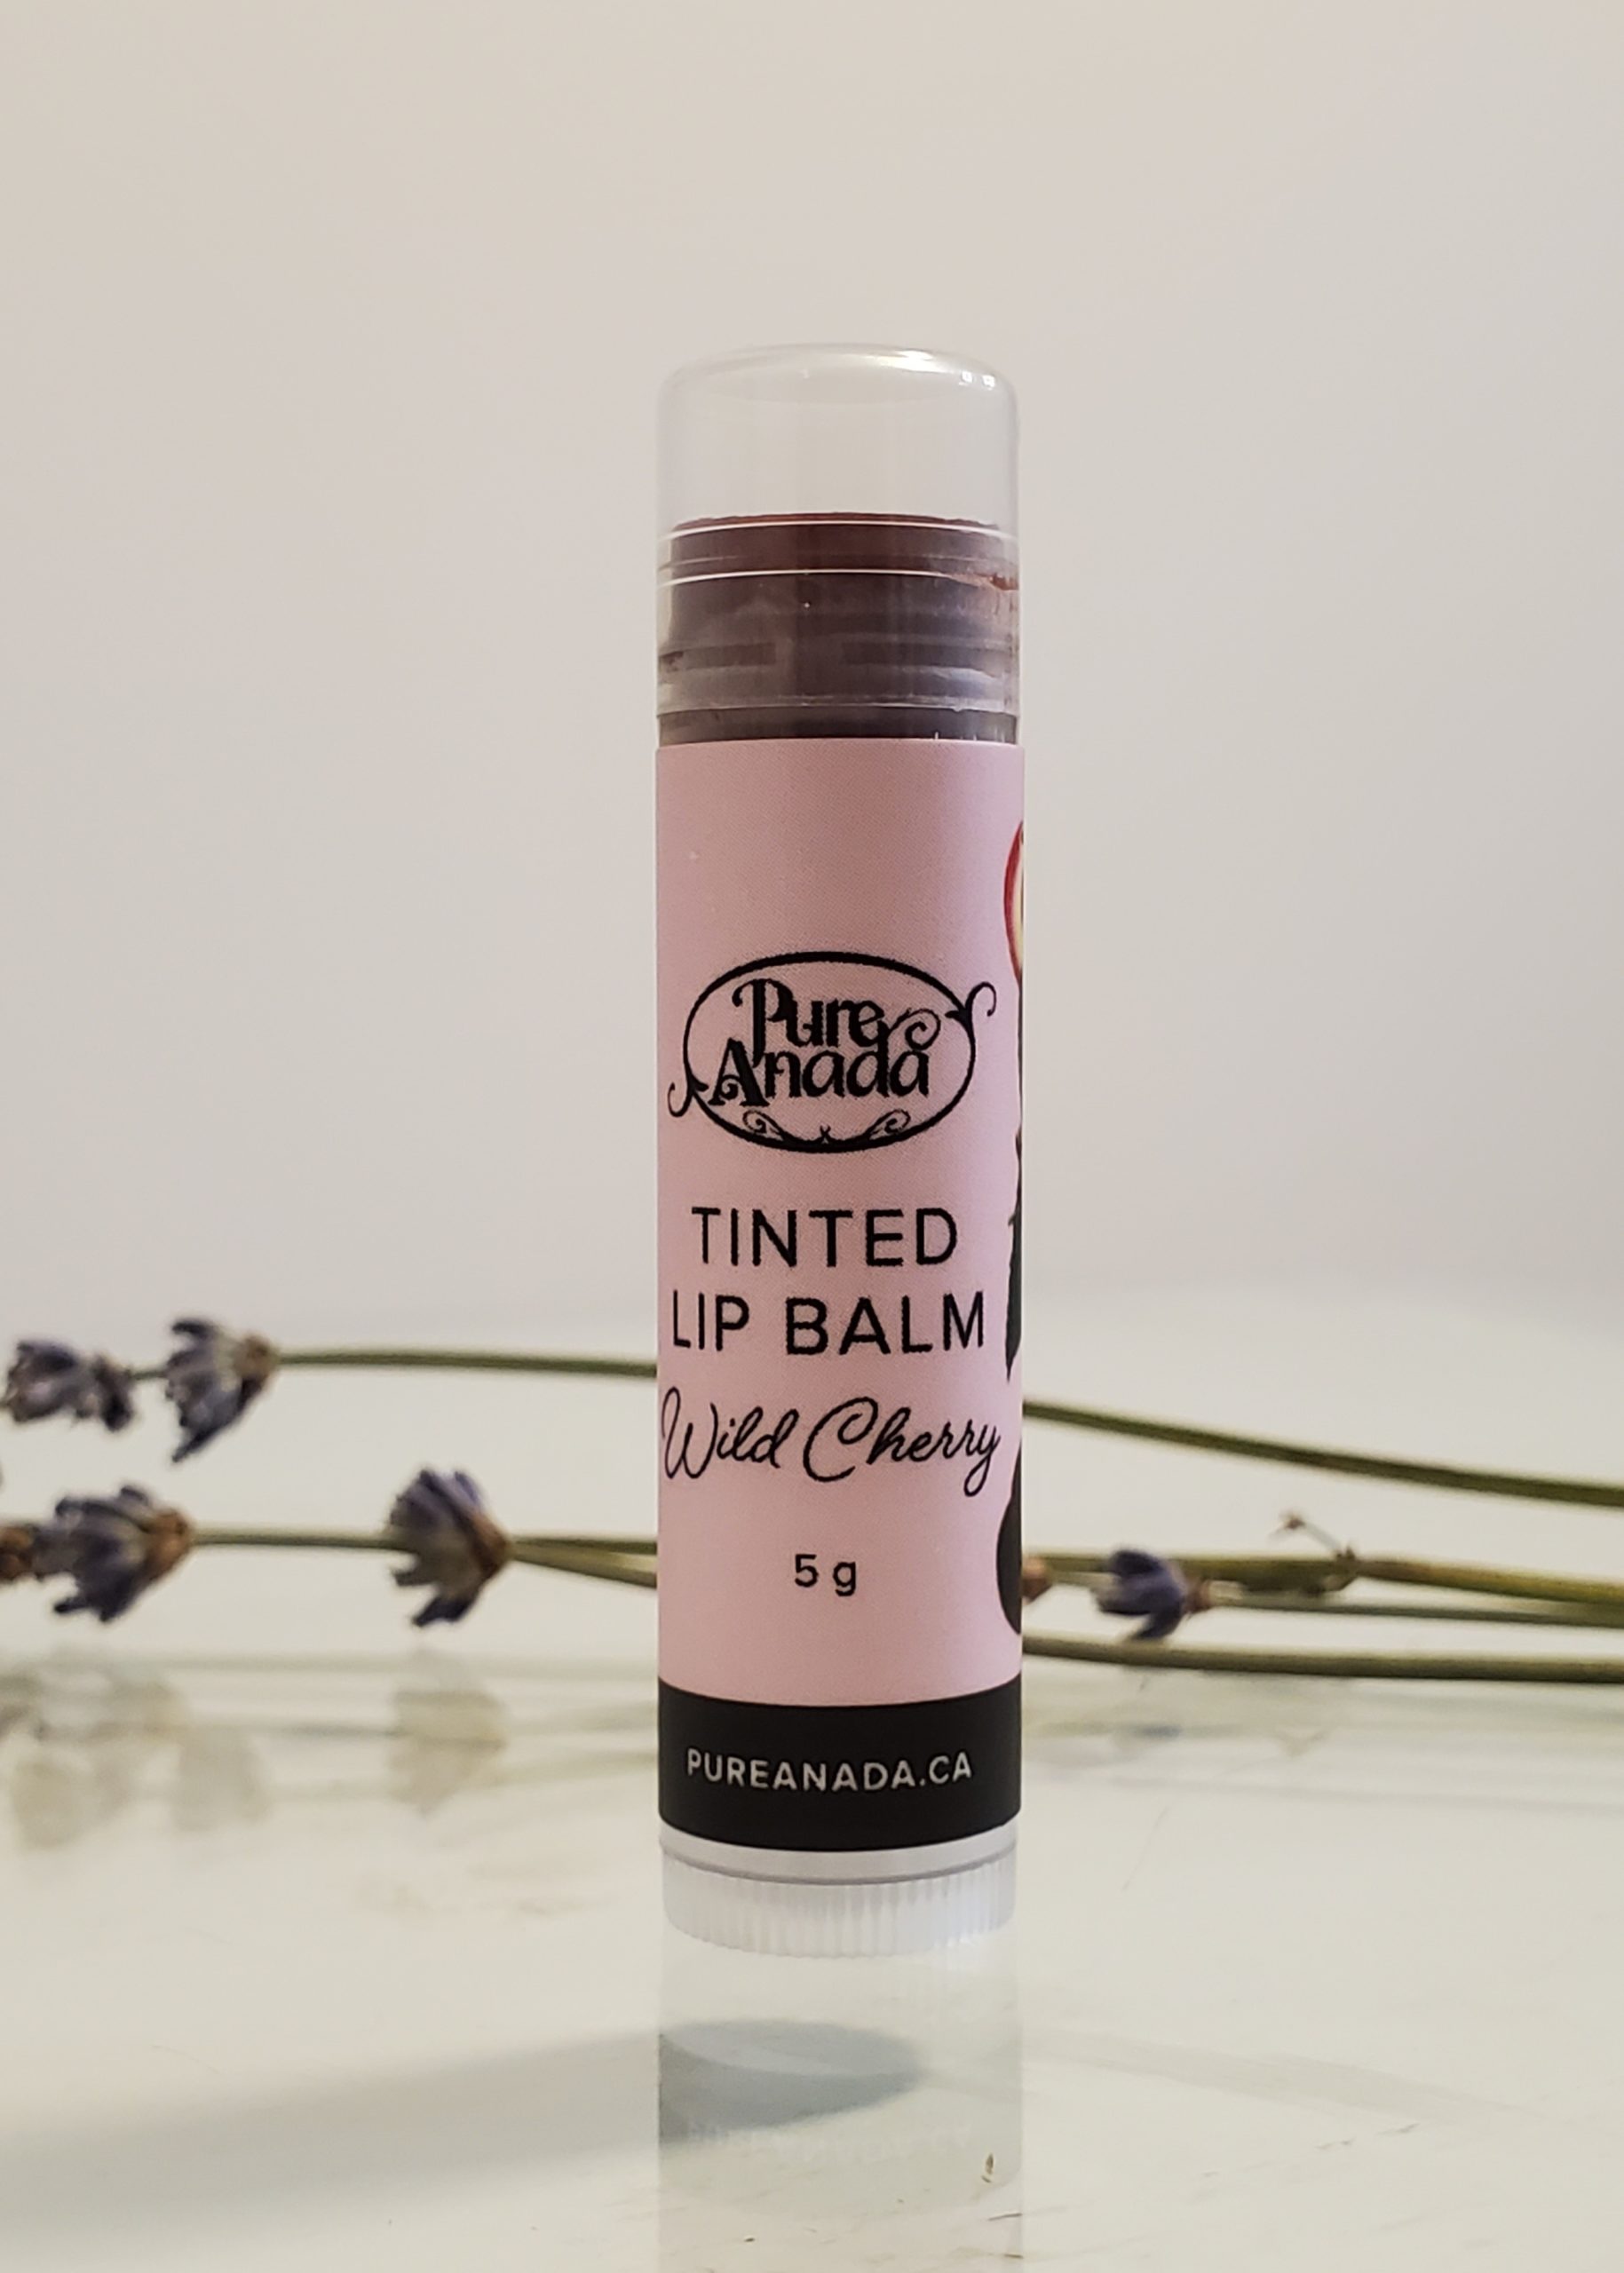 Pure
Anada
TINTED
LIP BALM
Wild Cherry
5 g
PUREANADA.CA